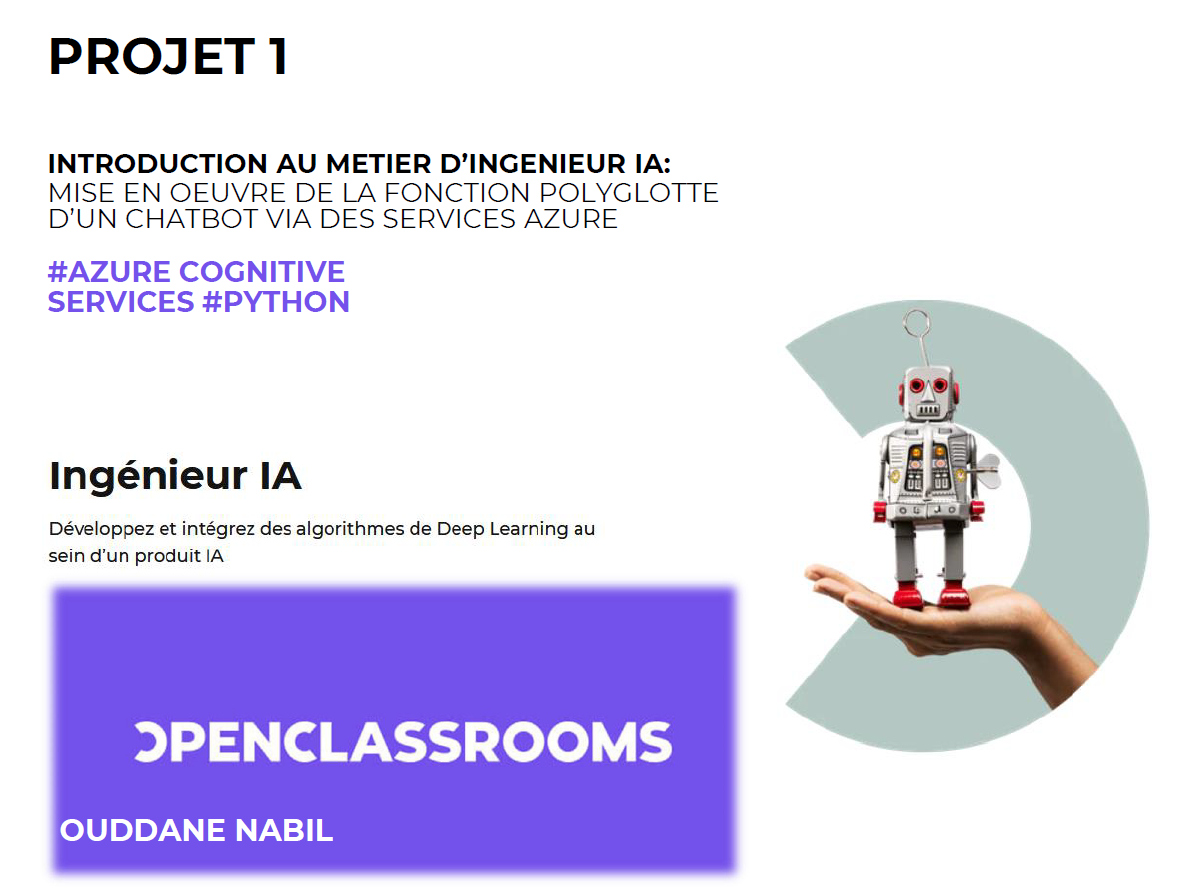 PROJET 1
INTRODUCTION AU METIER D'INGENIEUR IA:
MISE EN OEUVRE DE LA FONCTION POLYGLOTTE
D'UN CHATBOT VIA DES SERVICES AZURE
#AZURE COGNITIVE
SERVICES #PYTHON
Ingénieur IA
Développez et intégrez des algorithmes de Deep Learning au
sein d'un produit IA
OPENCLASSROOMS
OUDDANE NABIL